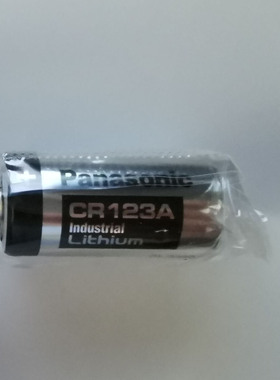 +
Panasonic
CR123A
Industrial
Lithium